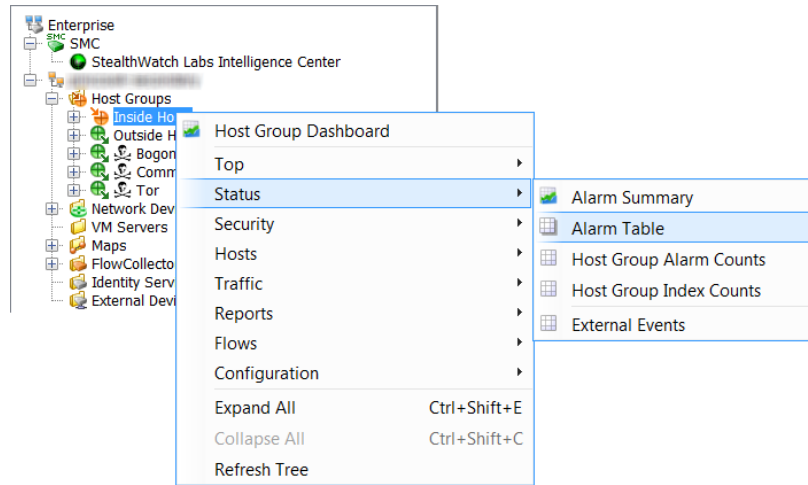 Enterprise
SMC
SMC
StealthWatch Labs Intelligence Center
Host Groups
Inside Ho
Outside H
Bogon
Comm
Tor
Network Dev
VM Servers
Maps
FlowCollecto
Identity Serv
External Devi
Host Group Dashboard
Top
Status
Security
Hosts
Traffic
Reports
Flows
Configuration
Expand All Ctrl+Shift+E
Collapse All Ctrl+Shift+C
Refresh Tree
Alarm Summary
Alarm Table
Host Group Alarm Counts
Host Group Index Counts
External Events